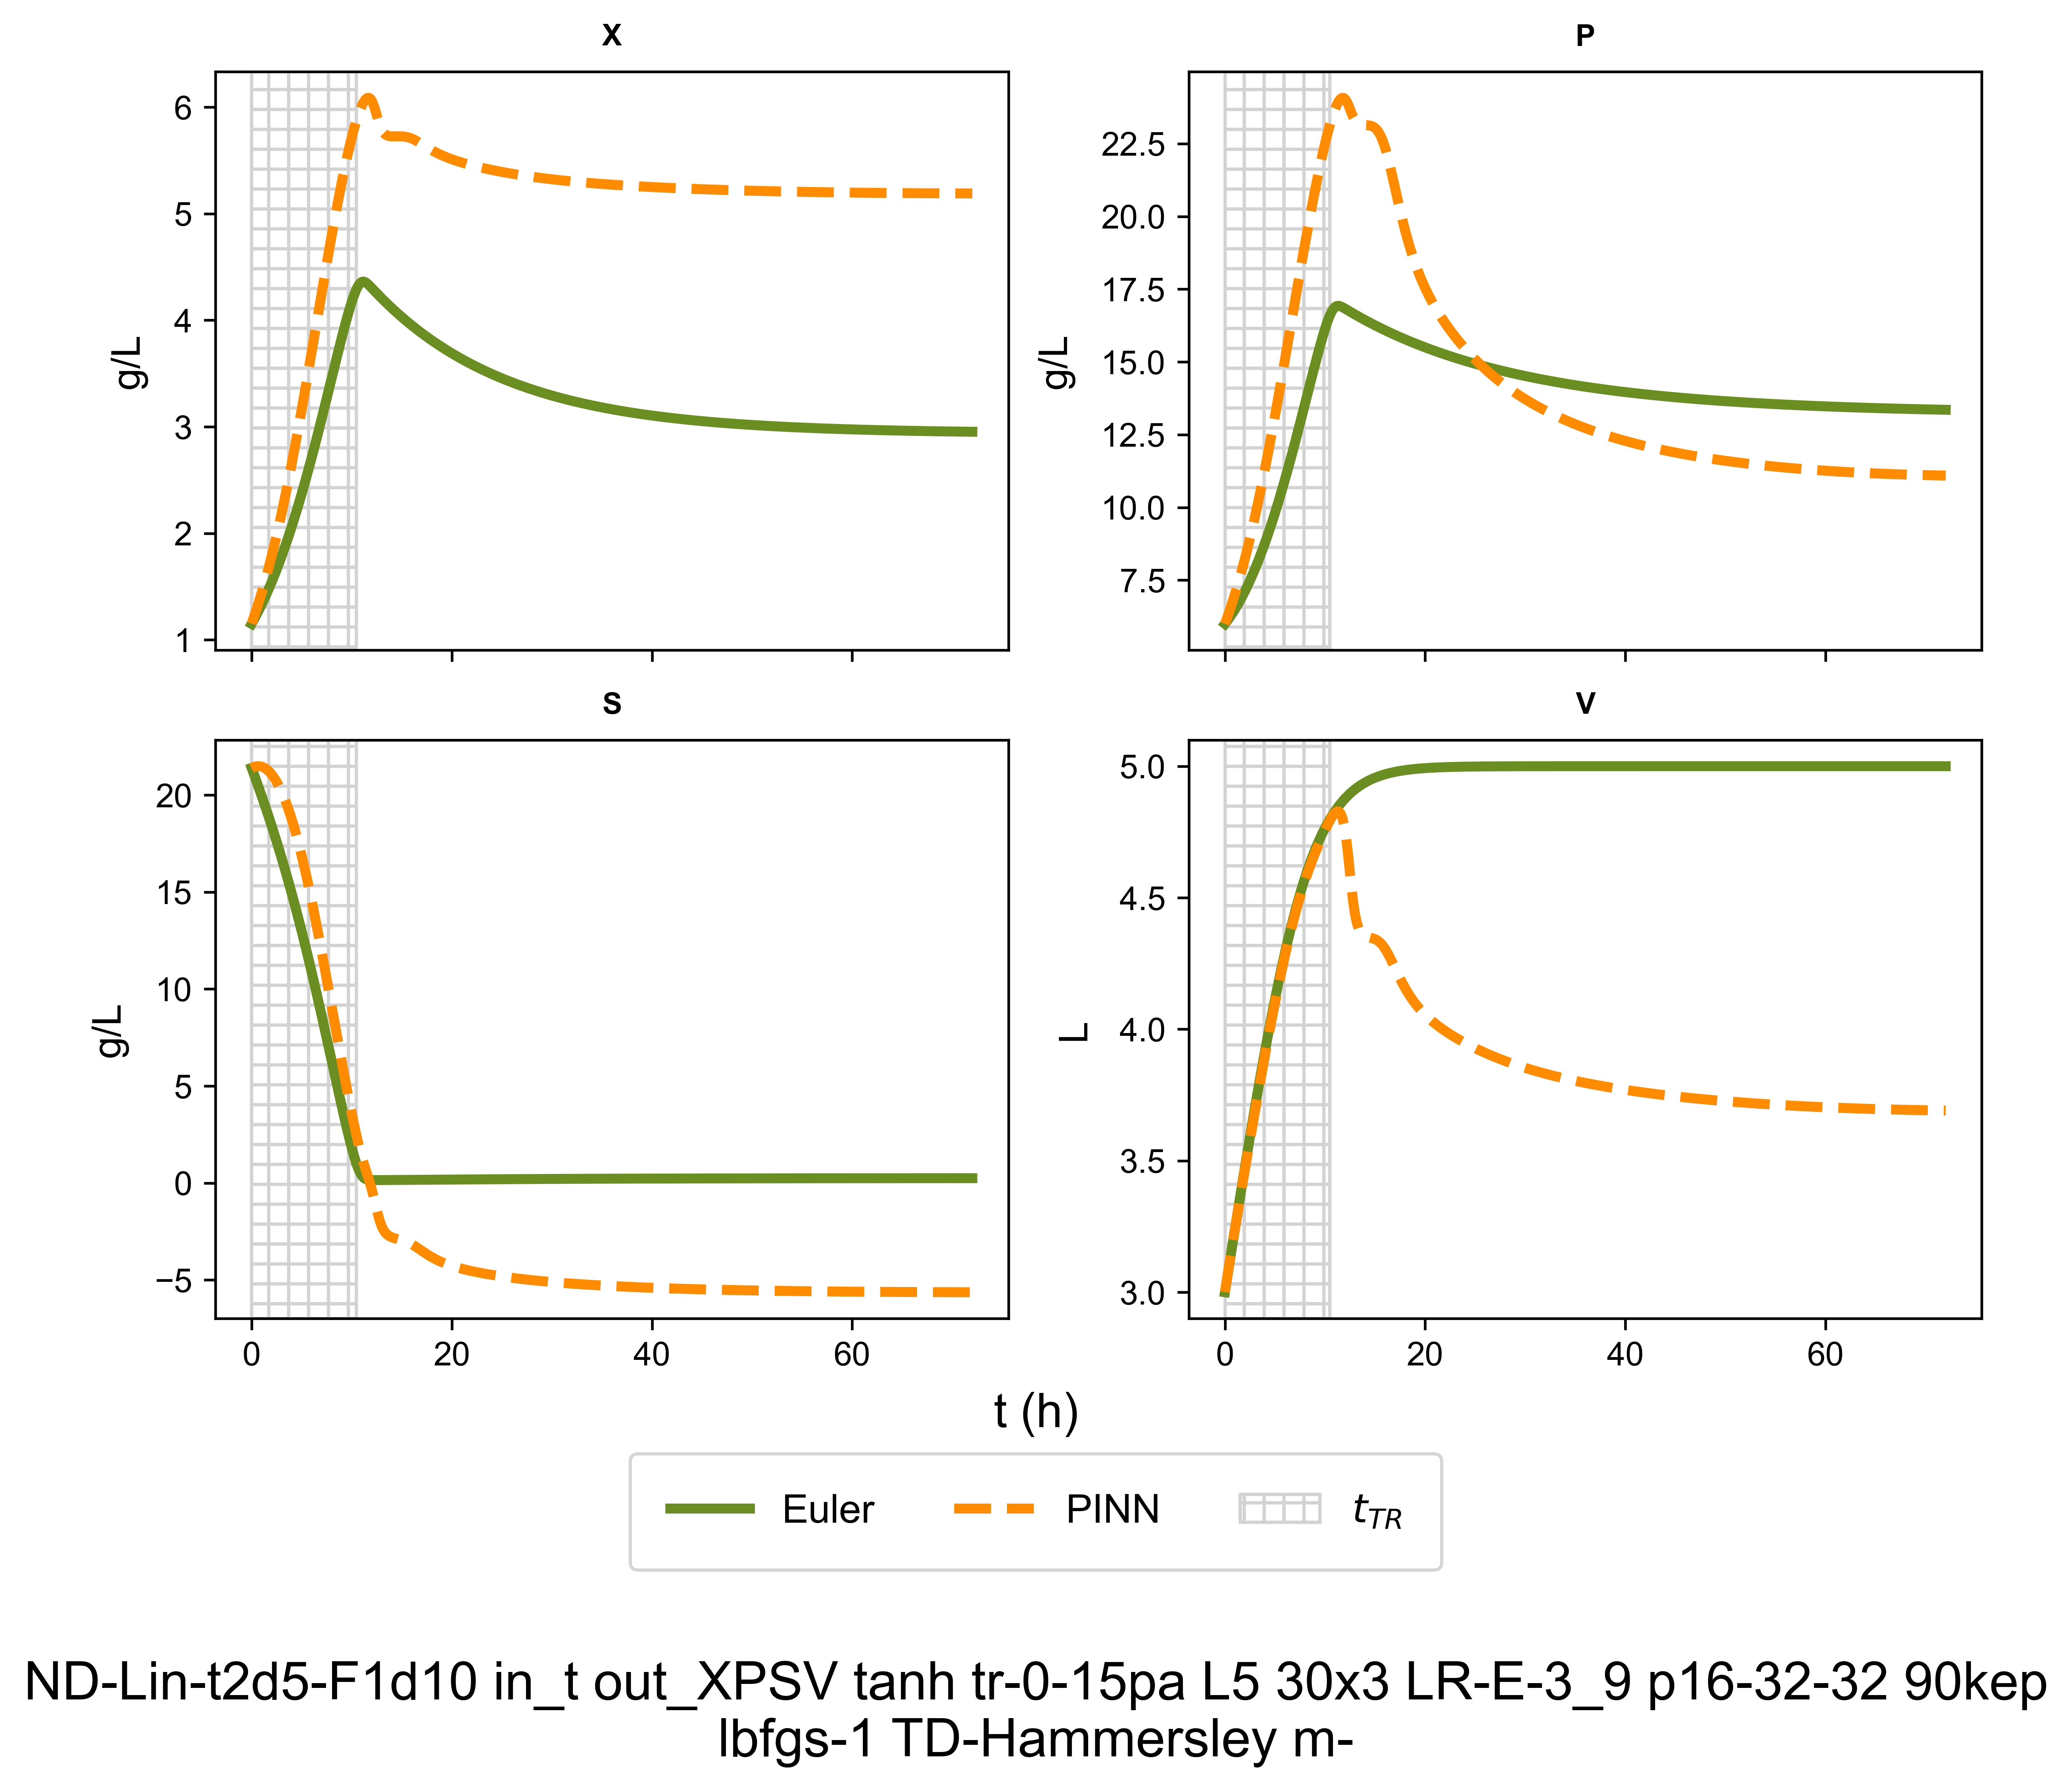 X
6
5
4
3
2
1
g/L
P
22.5
20.0
17.5
15.0
12.5
10.0
7.5
g/L
S
20
15
10
5
0
−5
g/L
0
20
40
60
V
5.0
4.5
4.0
3.5
3.0
L
0
20
40
60
t (h)
Euler
PINN
t_{TR}
ND-Lin-t2d5-F1d10 in_t out_XPSV tanh tr-0-15pa L5 30x3 LR-E-3_9 p16-32-32 90kep
lbfgs-1 TD-Hammersley m-